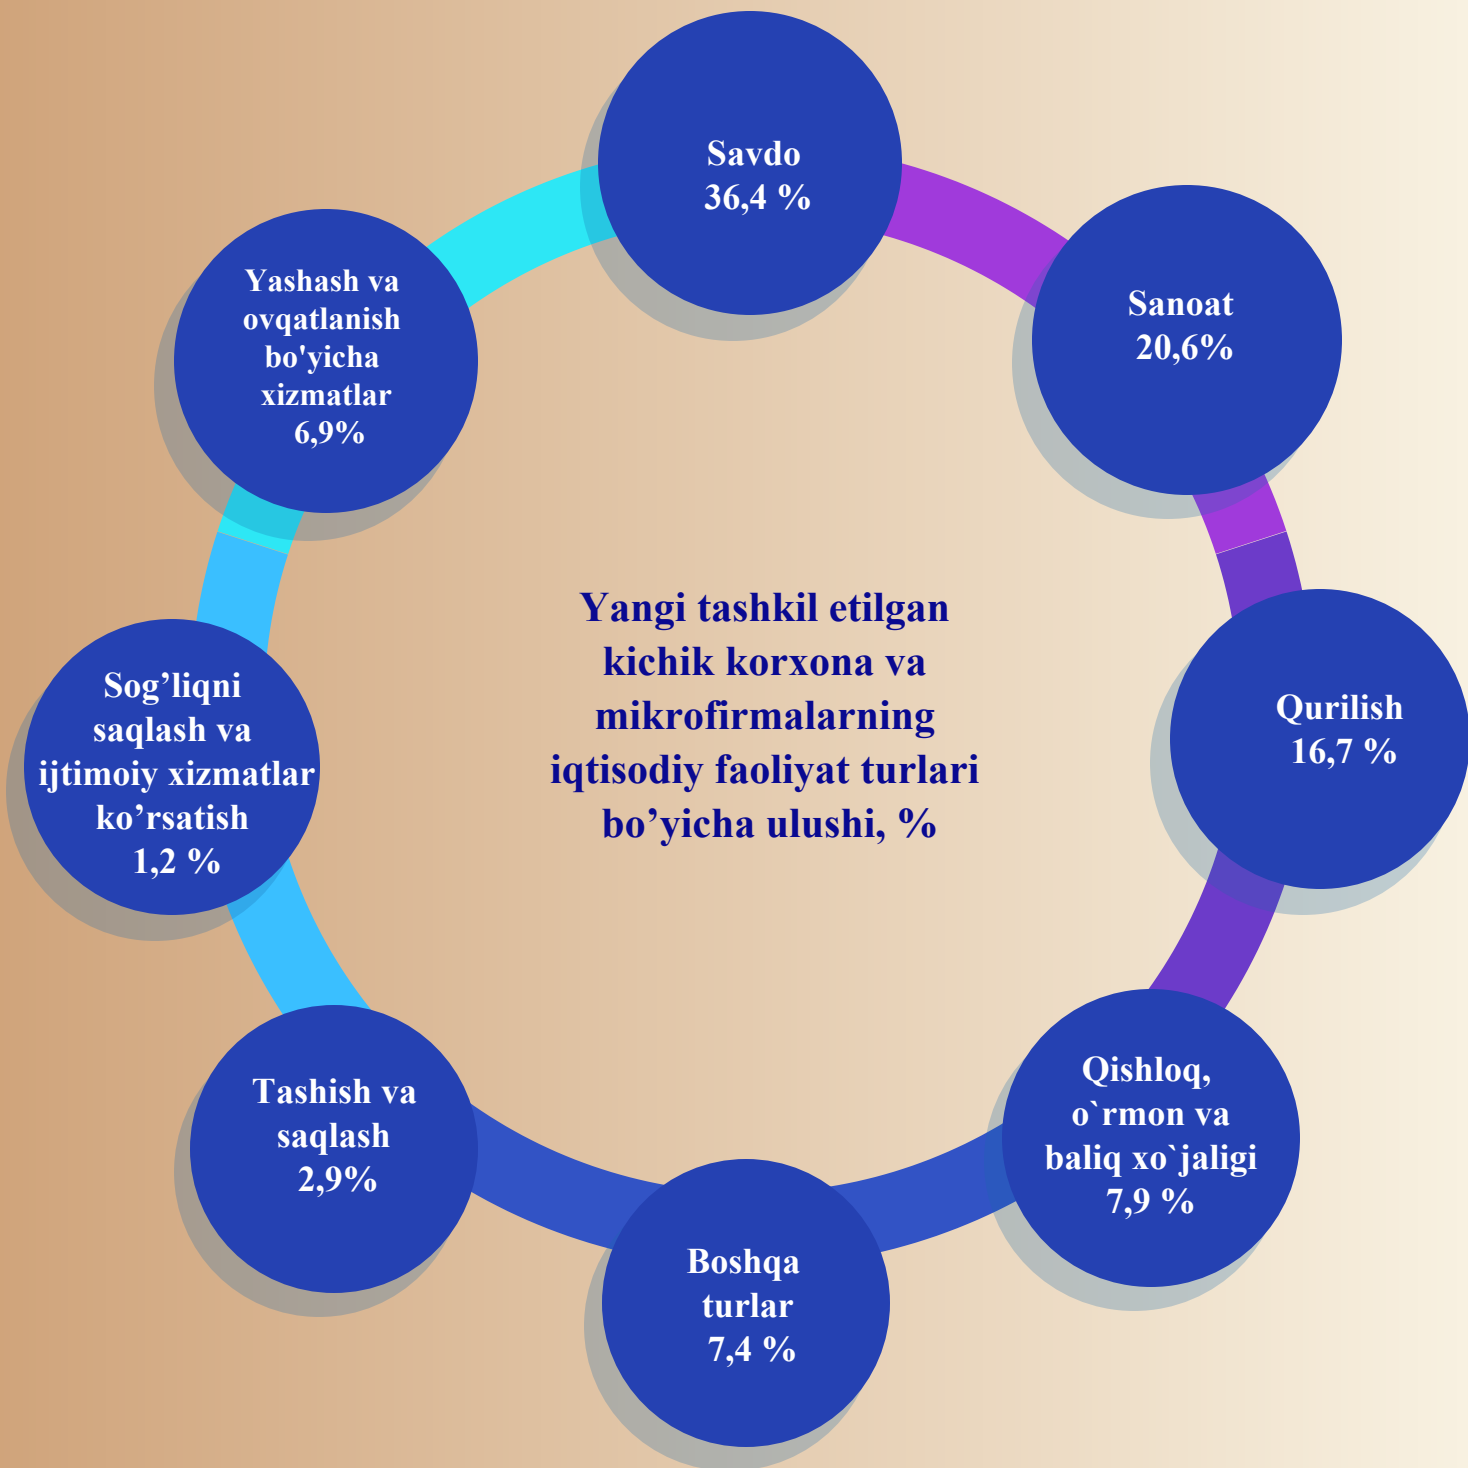 Savdo
36,4 %
Sanoat
20,6%
Qurilish
16,7 %
Qishloq,
o`rmon va
baliq xo`jaligi
7,9 %
Boshqa
turlar
7,4 %
Tashish va
saqlash
2,9%
Sog’liqni
saqlash va
ijtimoiy xizmatlar
ko’rsatish
1,2 %
Yashash va
ovqatlanish
bo'yicha
xizmatlar
6,9%
Yangi tashkil etilgan
kichik korxona va
mikrofirmalarning
iqtisodiy faoliyat turlari
bo’yicha ulushi, %